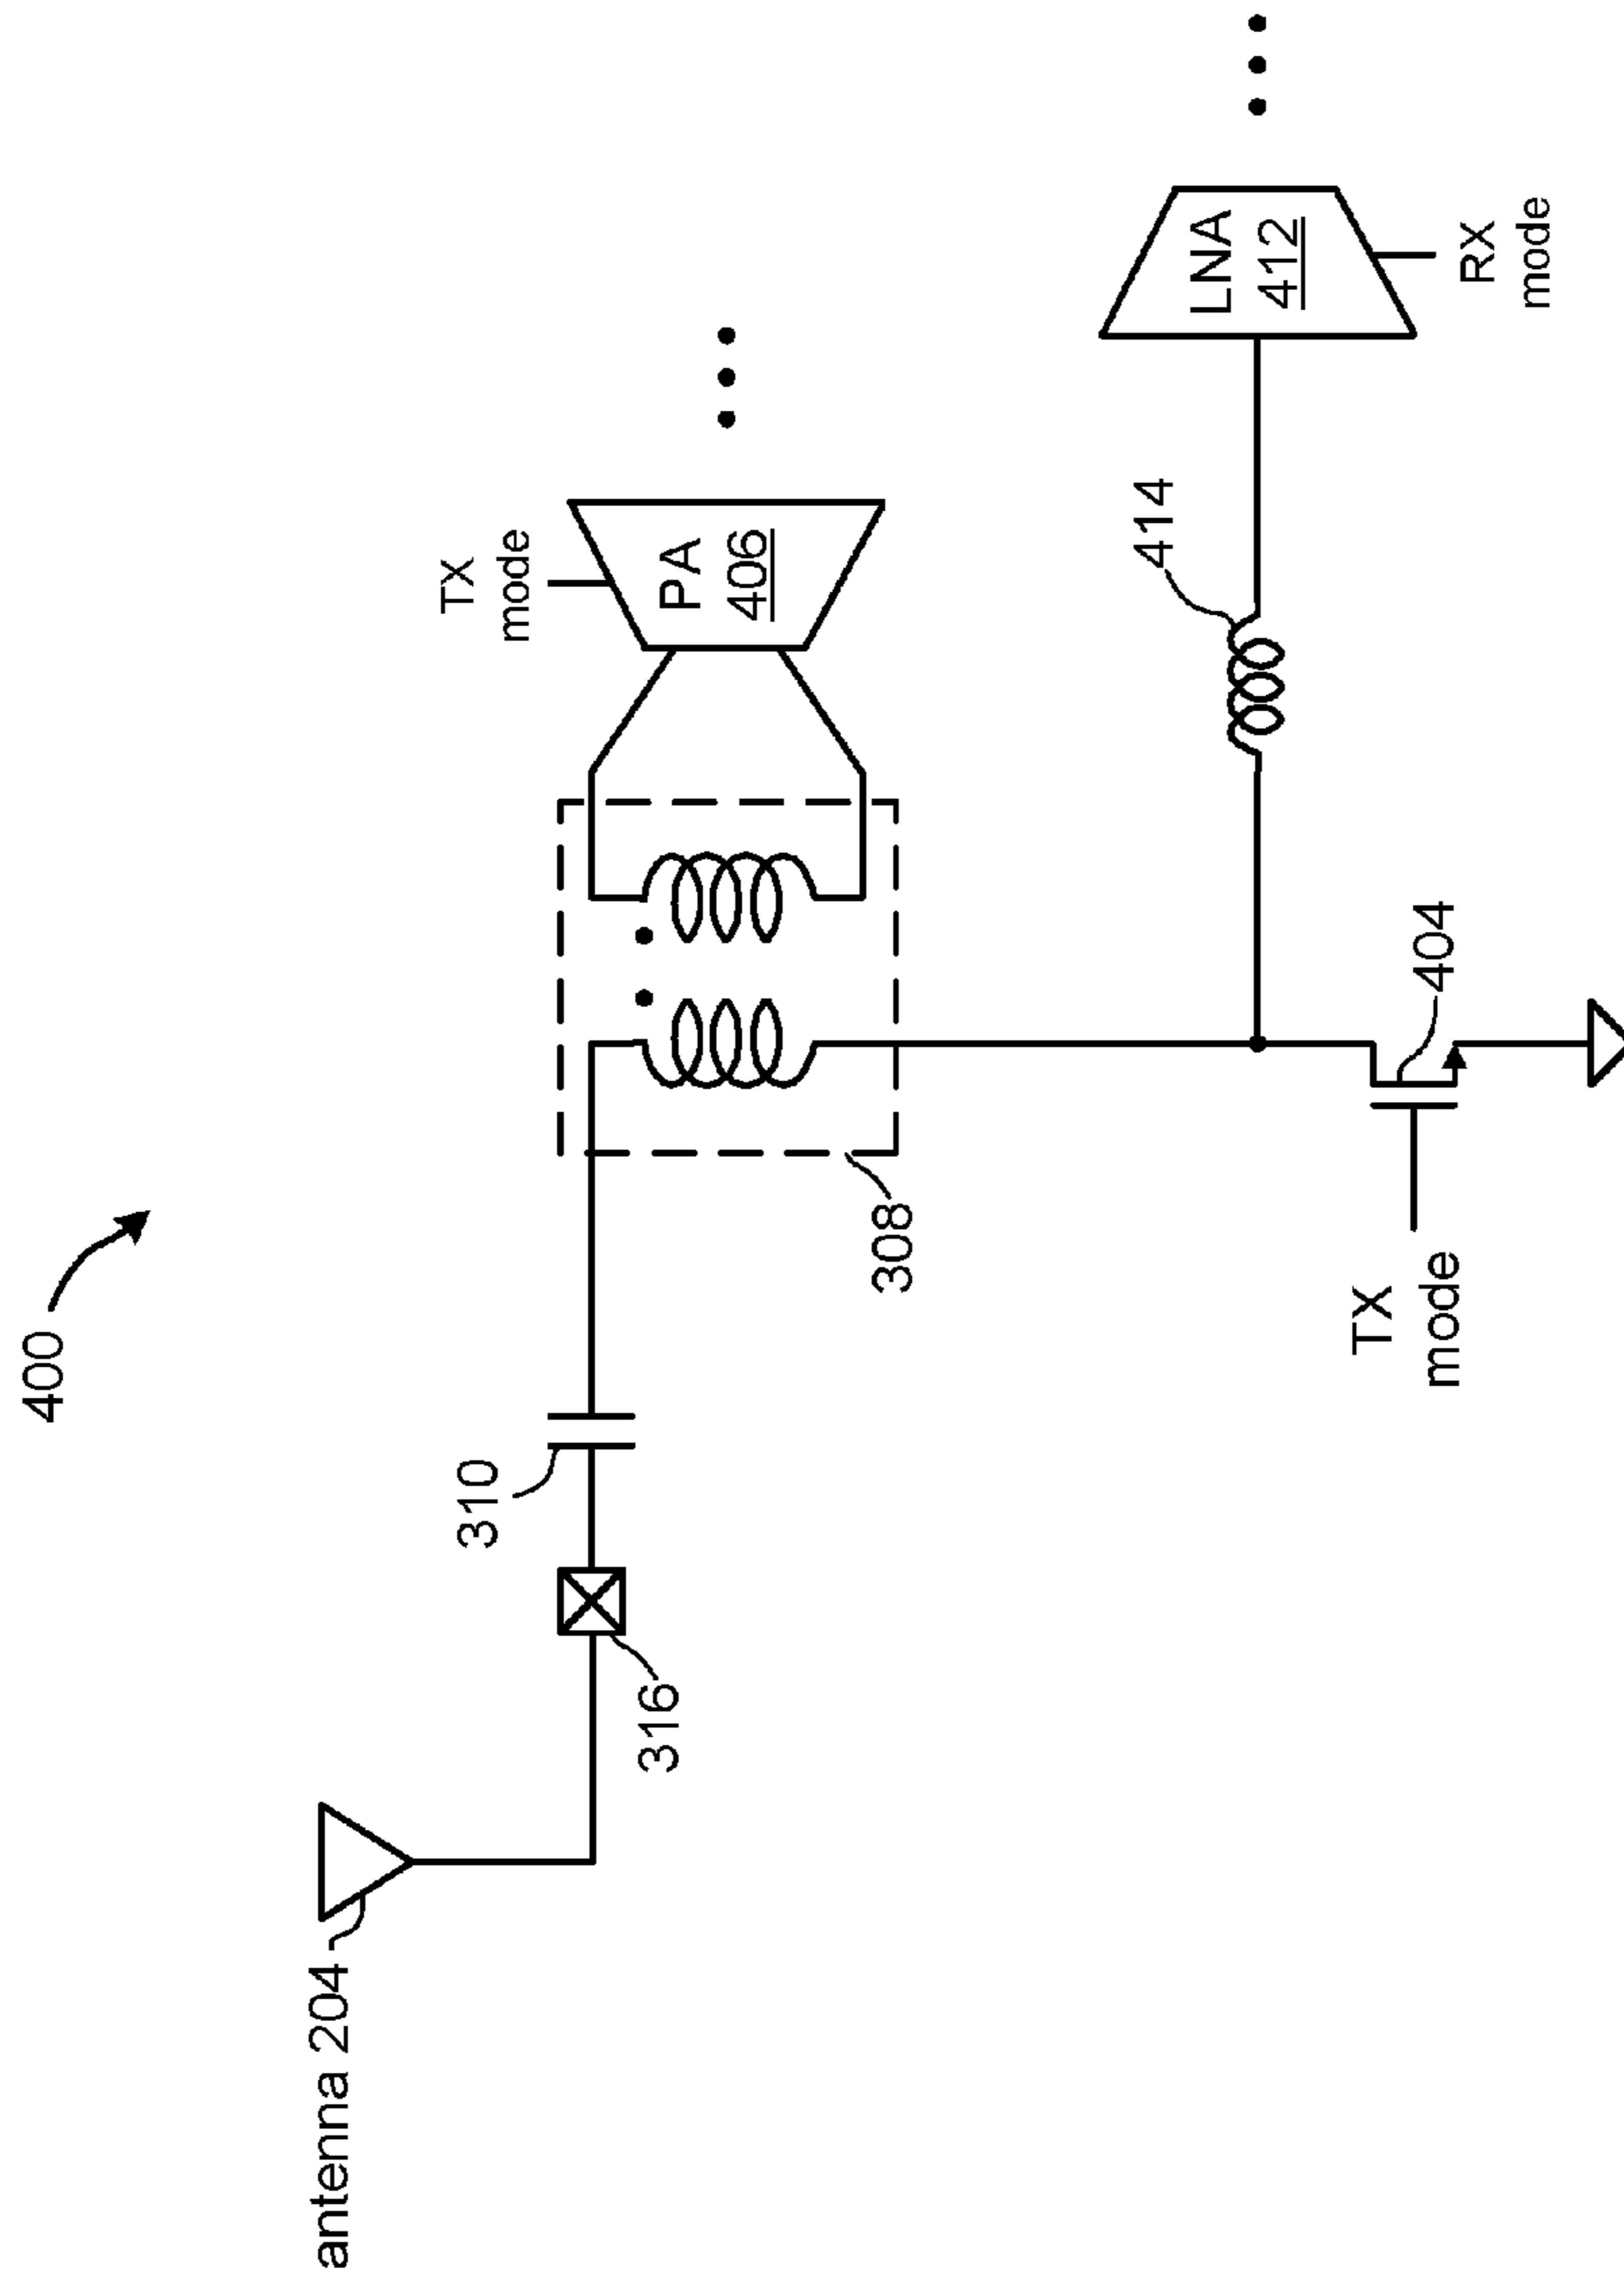 400
antenna 204
316
310
308
TX
mode
PA
406
414
LNA
412
RX
mode
404
TX
mode